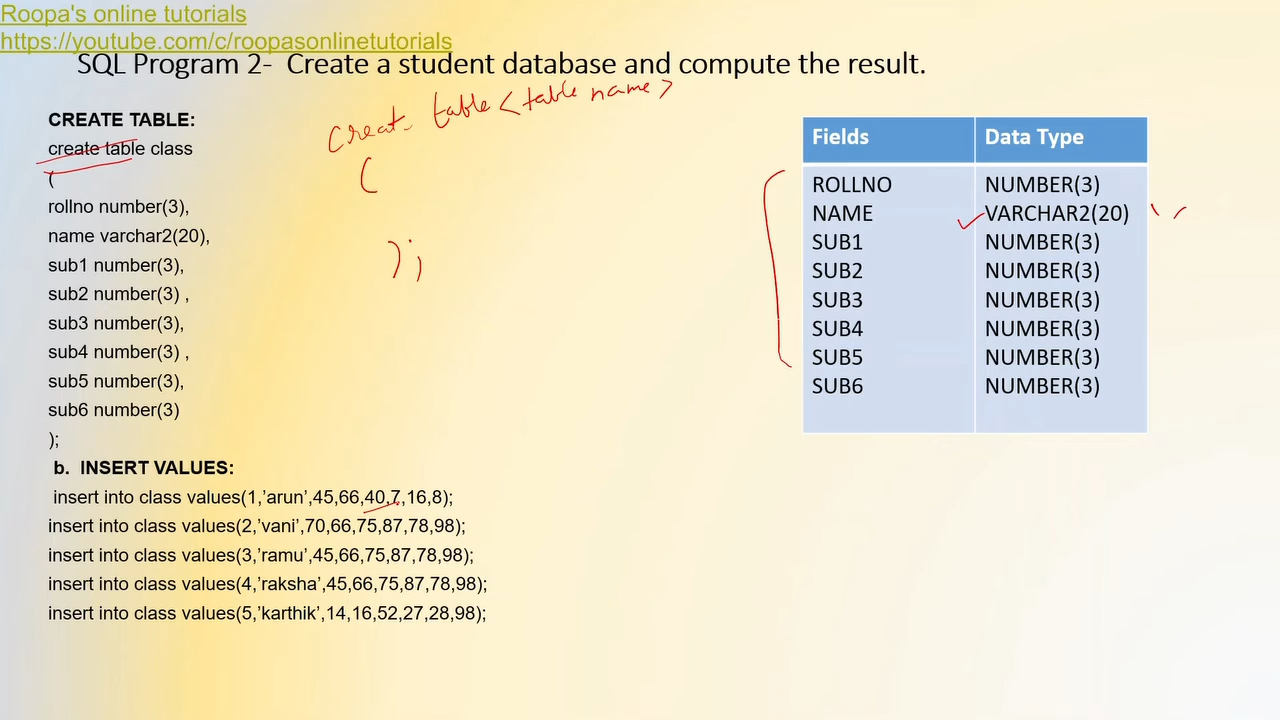 Roopa's online tutorials
https://youtube.com/c/roopasonlinetutorials
SQL Program 2- Create a student database and compute the result.
CREATE TABLE:
create table class
(
rollno number(3),
name varchar2(20),
sub1 number(3),
sub2 number(3) ,
sub3 number(3),
sub4 number(3) ,
sub5 number(3),
sub6 number(3)
);
b. INSERT VALUES:
insert into class values(1,’arun’,45,66,40,7,16,8);
insert into class values(2,’vani’,70,66,75,87,78,98);
insert into class values(3,’ramu’,45,66,75,87,78,98);
insert into class values(4,’raksha’,45,66,75,87,78,98);
insert into class values(5,’karthik’,14,16,52,27,28,98);
create table <table name>
(
);
Fields Data Type
ROLLNO NUMBER(3)
NAME VARCHAR2(20)
SUB1 NUMBER(3)
SUB2 NUMBER(3)
SUB3 NUMBER(3)
SUB4 NUMBER(3)
SUB5 NUMBER(3)
SUB6 NUMBER(3)